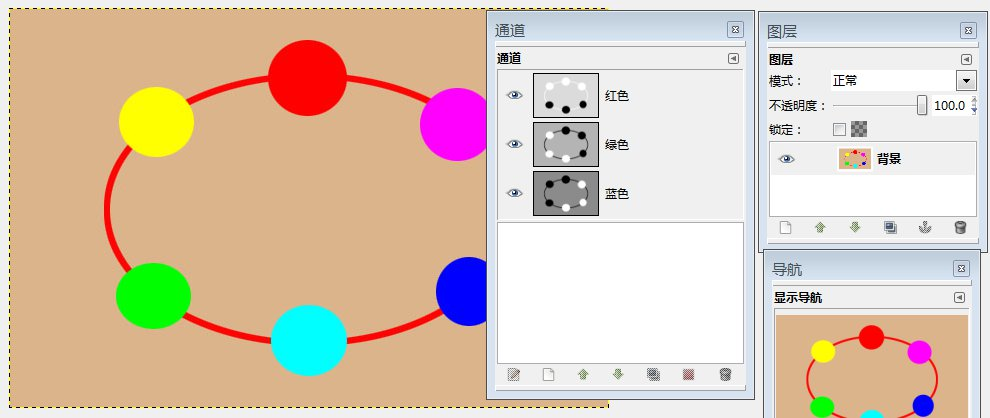 通道
通道
红色
绿色
蓝色
图层
图层
模式： 正常
不透明度： 100.0
锁定：
背景
导航
显示导航